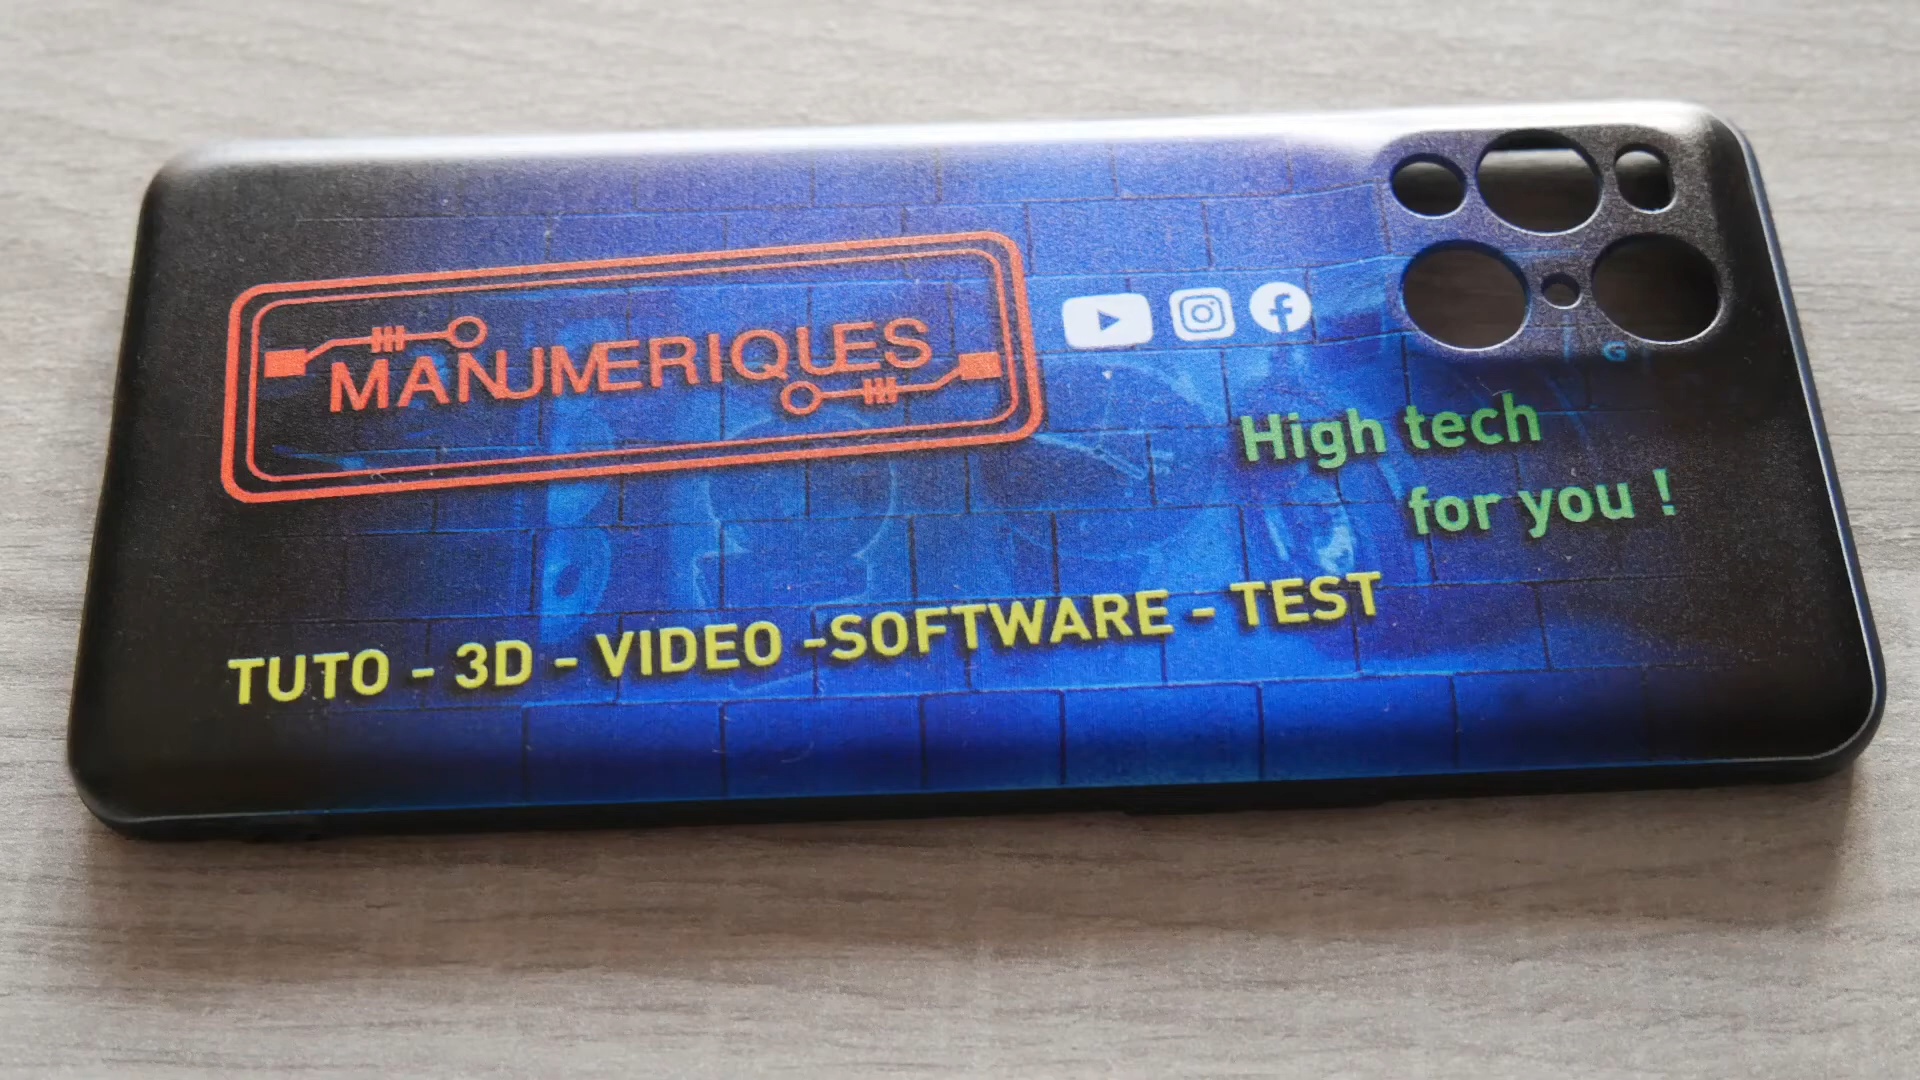 MANUMERIQUES
High tech
for you !
TUTO - 3D - VIDEO -SOFTWARE - TEST
G